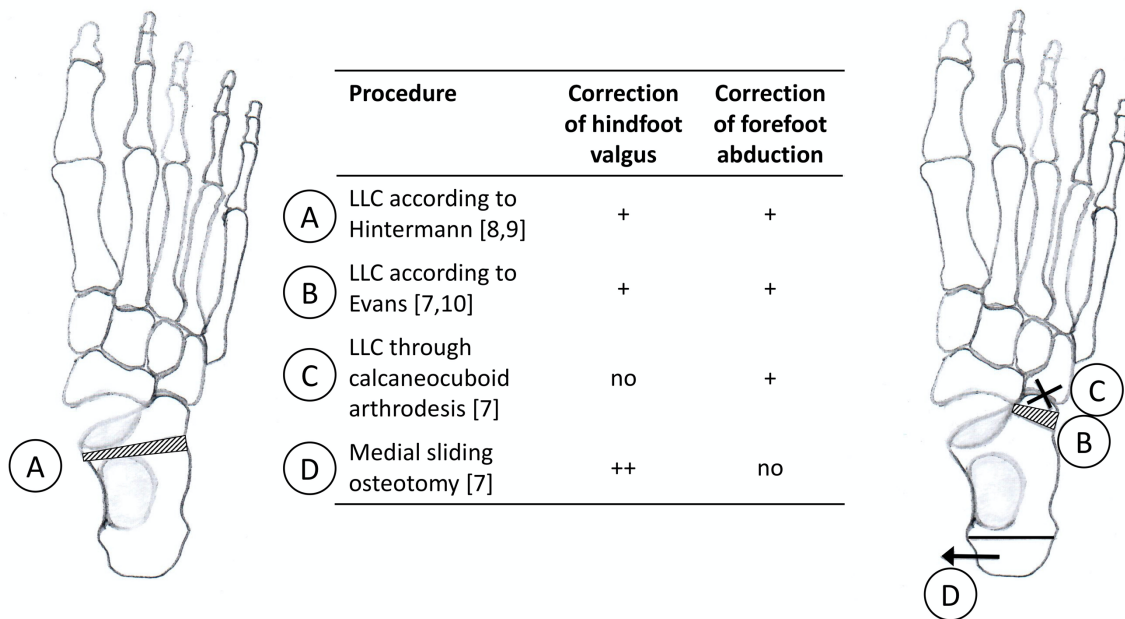 Procedure
Correction
of hindfoot
valgus
Correction
of forefoot
abduction
A
LLC according to
Hintermann [8,9]
+
+
B
LLC according to
Evans [7,10]
+
+
C
LLC through
calcaneocuboid
arthrodesis [7]
no
+
D
Medial sliding
osteotomy [7]
++
no
A
C
B
D